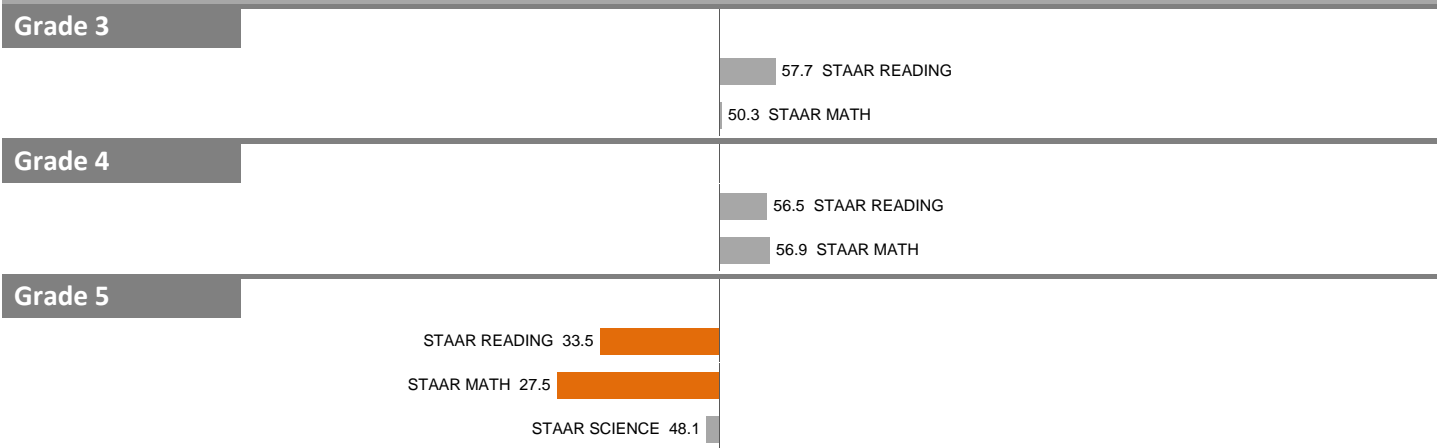 Grade 3
57.7 STAAR READING
50.3 STAAR MATH
Grade 4
56.5 STAAR READING
56.9 STAAR MATH
Grade 5
STAAR READING 33.5
STAAR MATH 27.5
STAAR SCIENCE 48.1